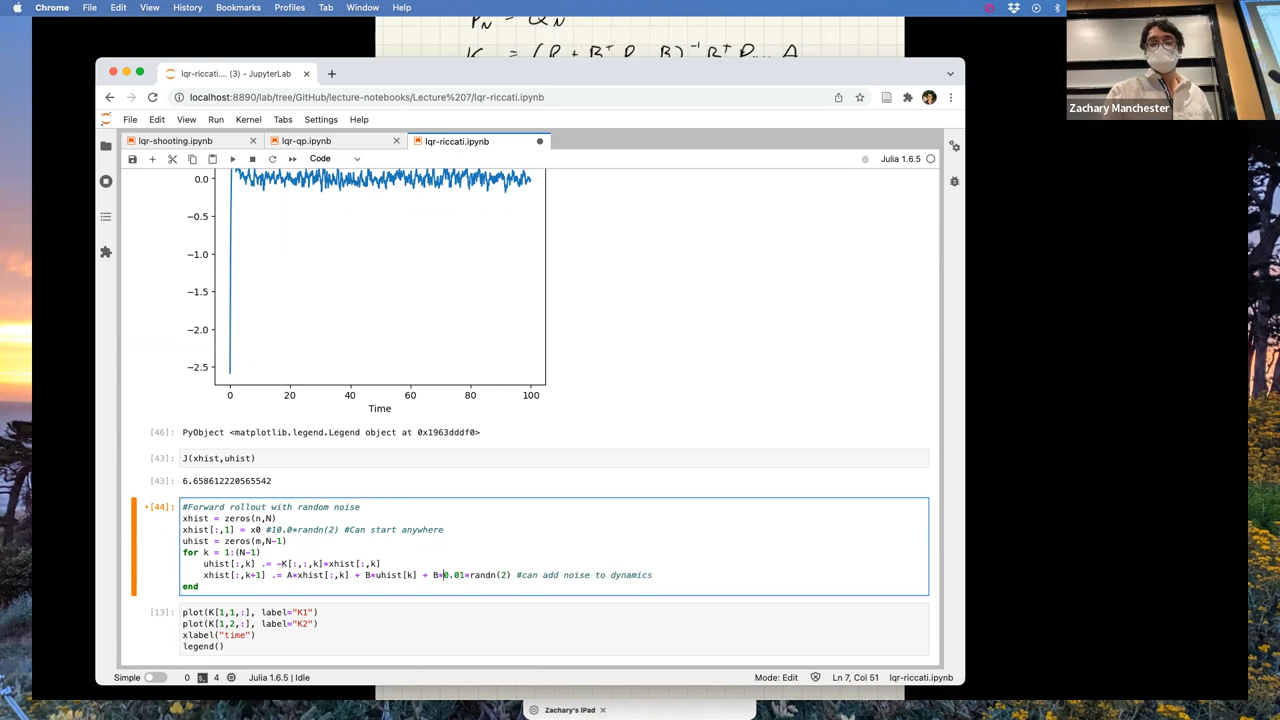 Chrome File Edit View History Bookmarks Profiles Tab Window Help
P_N = Q_N
lqr-riccati.... (3) - JupyterLab
localhost:8890/lab/tree/GitHub/lecture-notebooks/Lecture%207/lqr-riccati.ipynb
Zachary Manchester
File Edit View Run Kernel Tabs Settings Help
lqr-shooting.ipynb lqr-qp.ipynb lqr-riccati.ipynb
Code Julia 1.6.5
0.0
−0.5
−1.0
−1.5
−2.0
−2.5
0 20 40 60 80 100
Time
[46]: PyObject <matplotlib.legend.Legend object at 0x1963dddf0>
[43]: J(xhist,uhist)
[43]: 6.658612220565542
[44]: #Forward rollout with random noise
xhist = zeros(n,N)
xhist[:,1] = x0 #10.0*randn(2) #Can start anywhere
uhist = zeros(m,N-1)
for k = 1:(N-1)
uhist[:,k] .= -K[:,:,k]*xhist[:,k]
xhist[:,k+1] .= A*xhist[:,k] + B*uhist[k] + B*0.01*randn(2) #can add noise to dynamics
end
[13]: plot(K[1,1,:], label="K1")
plot(K[1,2,:], label="K2")
xlabel("time")
legend()
Simple 0 4 Julia 1.6.5 | Idle Mode: Edit Ln 7, Col 51 lqr-riccati.ipynb
Zachary's iPad